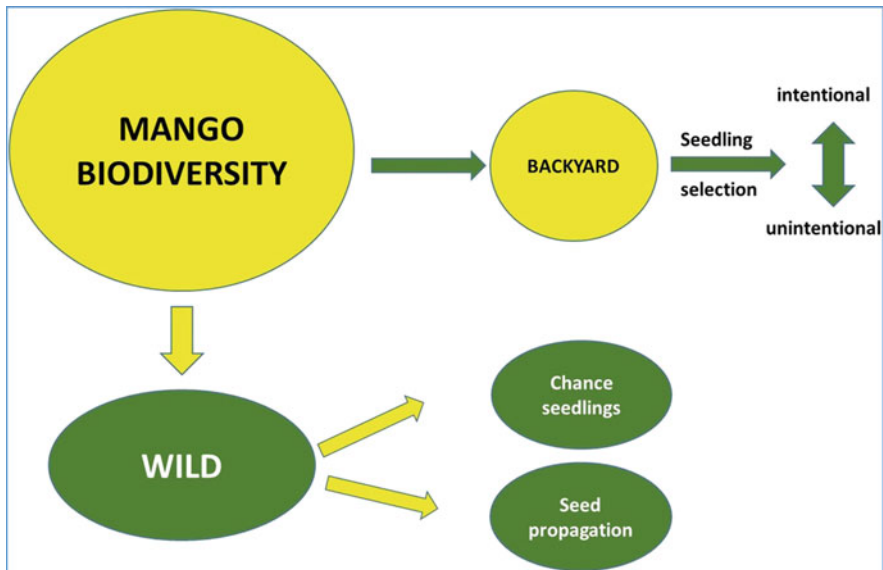 MANGO
BIODIVERSITY
BACKYARD
Seedling
selection
intentional
unintentional
WILD
Chance
seedlings
Seed
propagation